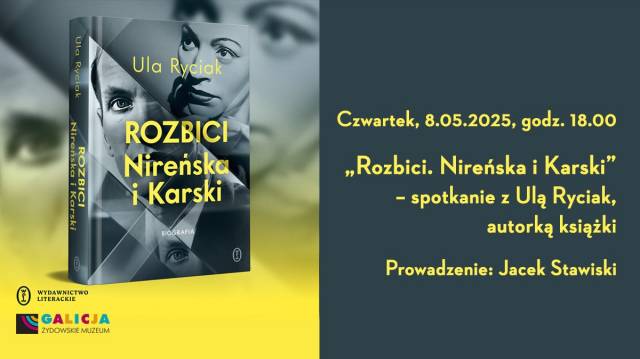 Ula Ryciak
ROZBICI
Nireńska
i Karski
BIOGRAFIA
Ula Ryciak
ROZBICI
Nireńska i Karski
WYDAWNICTWO
LITERACKIE
GALICJA
ŻYDOWSKIE MUZEUM
Czwartek, 8.05.2025, godz. 18.00
„Rozbici. Nireńska i Karski”
– spotkanie z Ulą Ryciak,
autorką książki
Prowadzenie: Jacek Stawiski